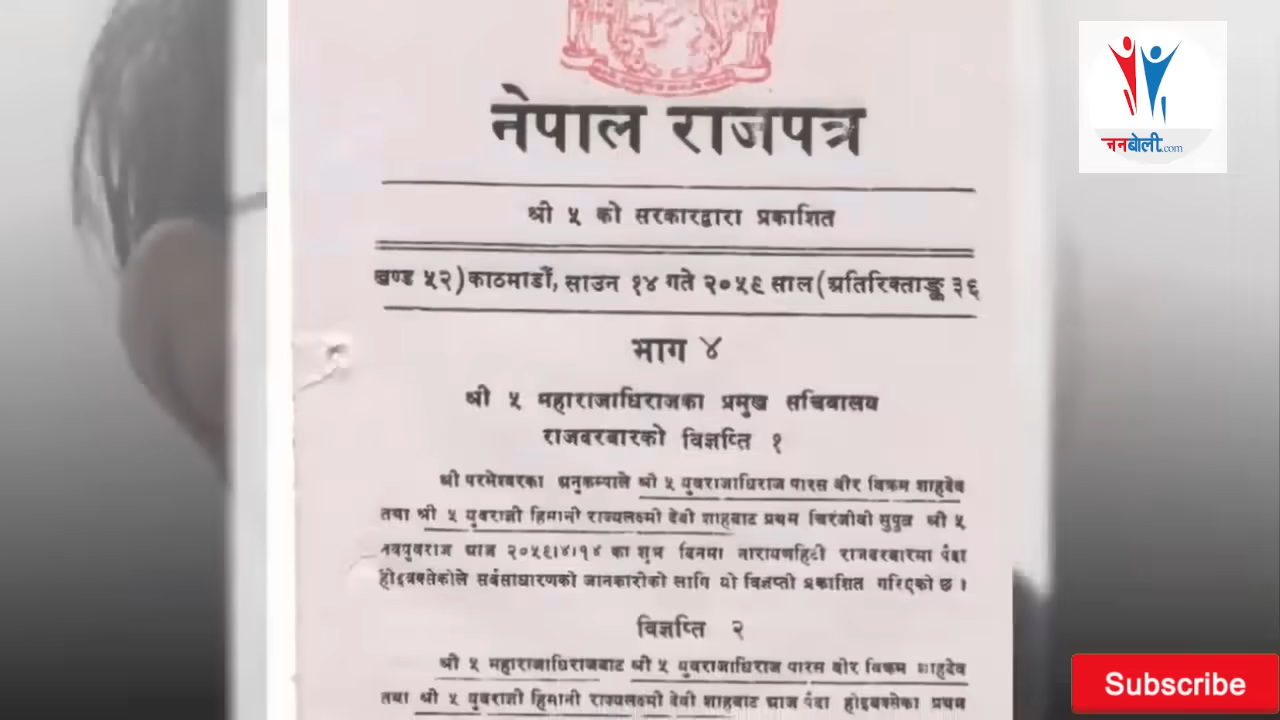 नेपाल राजपत्र
जनबोली.com
श्री ५ को सरकारद्वारा प्रकाशित
खण्ड ५२) काठमाडौं, साउन १४ गते २०५९ साल (अतिरिक्ताङ्क ३६
भाग ४
श्री ५ महाराजाधिराजका प्रमुख सचिवालय
राजदरबारको विज्ञप्ति १
श्री परमेश्वरका अनुकम्पाले श्री ५ युवराजाधिराज पारस वीर विक्रम शाहदेव
तथा श्री ५ युवराज्ञी हिमानी राज्यलक्ष्मी देवी शाहबाट प्रथम चिरंजीवी सुपुत्र श्री ५
नवयुवराज आज २०५९।४।१४ का शुभ दिनमा नारायणहिटी राजदरबारमा पैदा
होइबक्सेकोले सर्वसाधारणको जानकारीको लागि यो विज्ञप्ती प्रकाशित गरिएको छ ।
विज्ञप्ति २
श्री ५ महाराजाधिराजबाट श्री ५ युवराजाधिराज पारस वीर विक्रम शाहदेव
तथा श्री ५ युवराज्ञी हिमानी राज्यलक्ष्मी देवी शाहबाट आज पैदा होइबक्सेका प्रथम
Subscribe